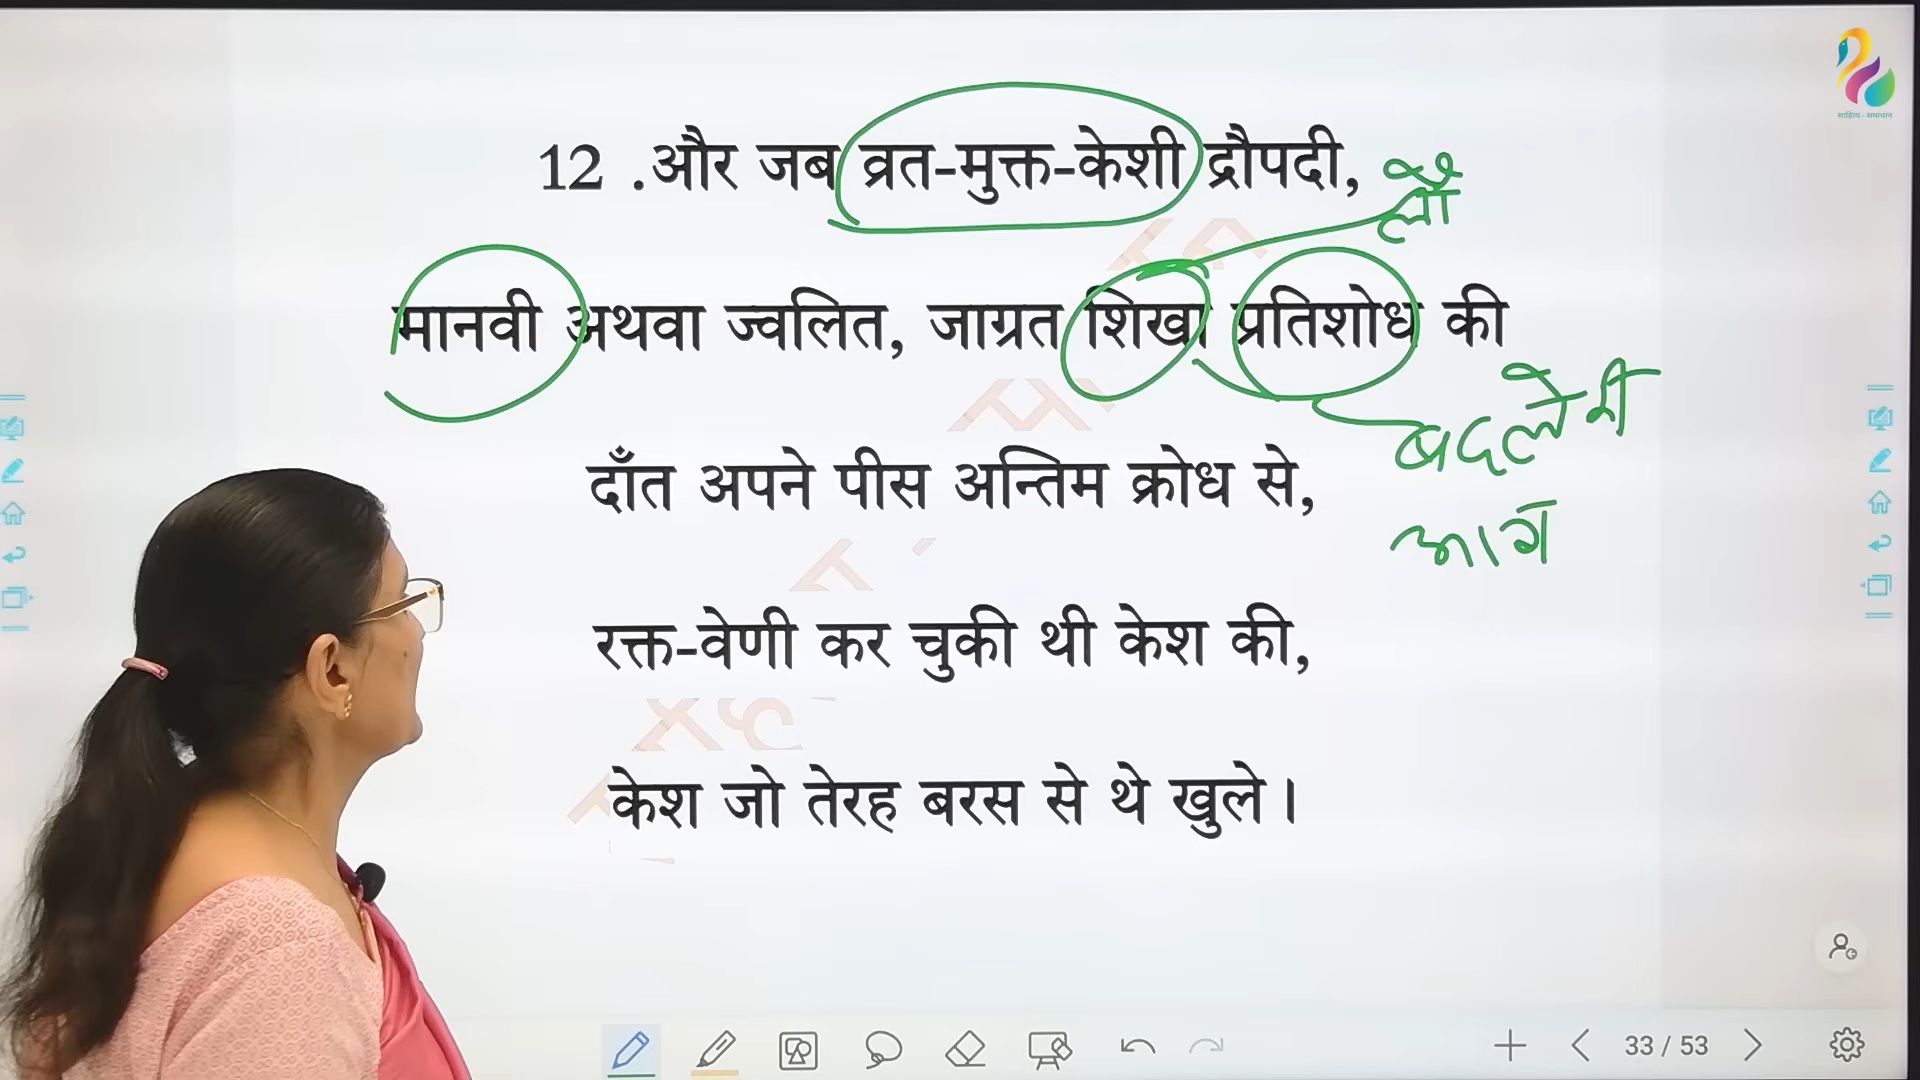 साहित्य - समाधान
12 .और जब व्रत-मुक्त-केशी द्रौपदी,
लौ
मानवी अथवा ज्वलित, जाग्रत शिखा प्रतिशोध की
बदले की
दाँत अपने पीस अन्तिम क्रोध से,
आग
रक्त-वेणी कर चुकी थी केश की,
केश जो तेरह बरस से थे खुले।
33 / 53